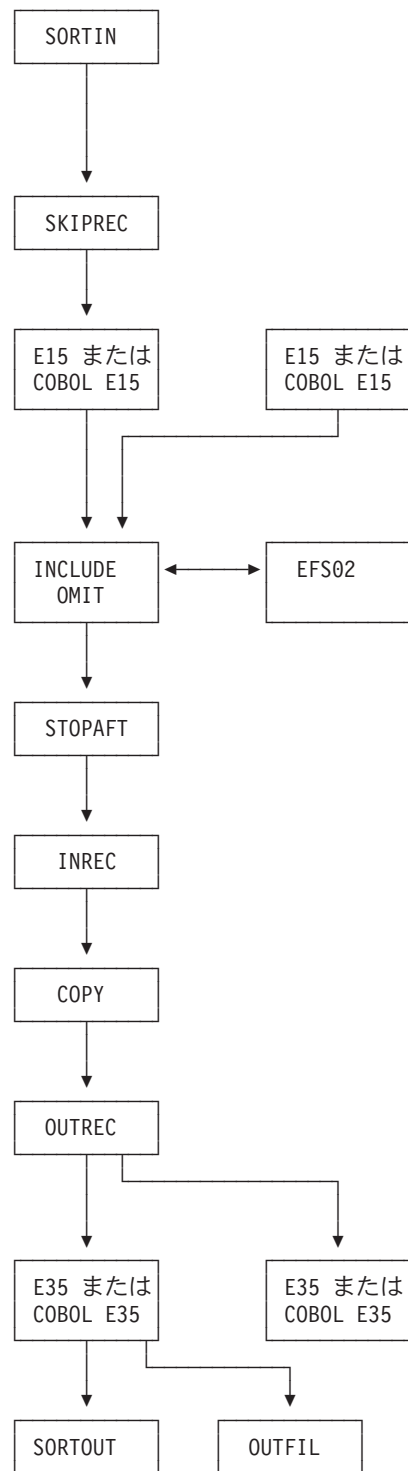 SORTIN
SKIPREC
E15 または
COBOL E15
E15 または
COBOL E15
INCLUDE
OMIT
EFS02
STOPAFT
INREC
COPY
OUTREC
E35 または
COBOL E35
E35 または
COBOL E35
SORTOUT
OUTFIL